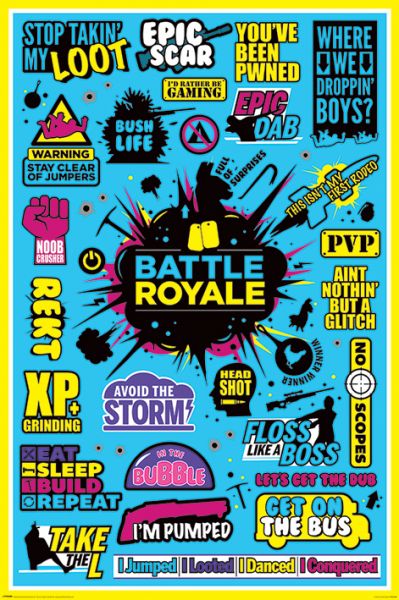 STOP TAKIN'
MY LOOT
EPIC
SCAR
YOU'VE
BEEN
PWNED
WHERE
WE
DROPPIN'
BOYS?
I'D RATHER BE
GAMING
EPIC
DAB
BUSH
LIFE
WARNING
STAY CLEAR
OF JUMPERS
FULL OF SURPRISES
THIS ISN'T MY
FIRST RODEO
NOOB
CRUSHER
PVP
BATTLE
ROYALE
AINT
NOTHIN'
BUT A
GLITCH
REKT
WINNER WINNER
NO SCOPES
HEAD
SHOT
XP+
GRINDING
AVOID THE
STORM
FLOSS
LIKE A BOSS
EAT
SLEEP
BUILD
REPEAT
IN THE
BUBBLE
LET'S GET THE DUB
GET ON
THE BUS
TAKE
THE L
I'M PUMPED
I Jumped I Looted I Danced I Conquered